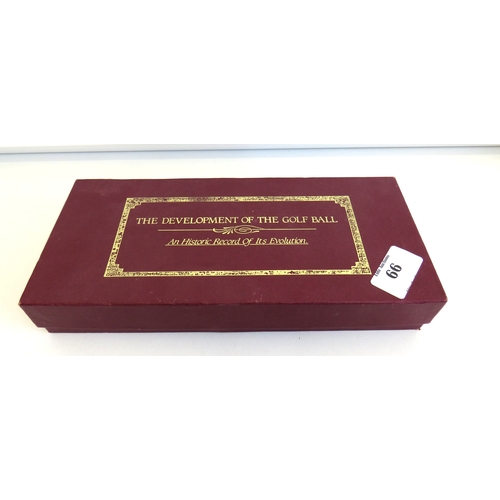 THE DEVELOPMENT OF THE GOLF BALL
An Historic Record Of Its Evolution.
66